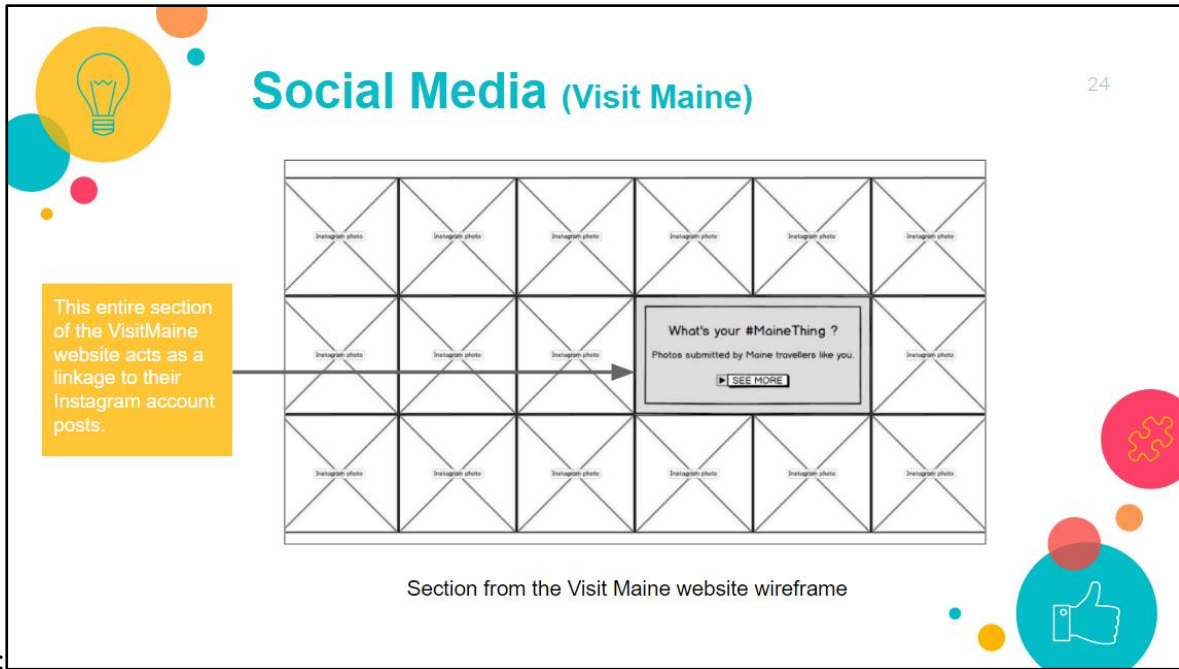 Social Media (Visit Maine)
24
Instagram photo Instagram photo Instagram photo Instagram photo Instagram photo Instagram photo
This entire section
of the VisitMaine
website acts as a
linkage to their
Instagram account
posts.
Instagram photo Instagram photo Instagram photo
What's your #MaineThing ?
Photos submitted by Maine travellers like you.
SEE MORE
Instagram photo
Instagram photo Instagram photo Instagram photo Instagram photo Instagram photo Instagram photo
Section from the Visit Maine website wireframe
: